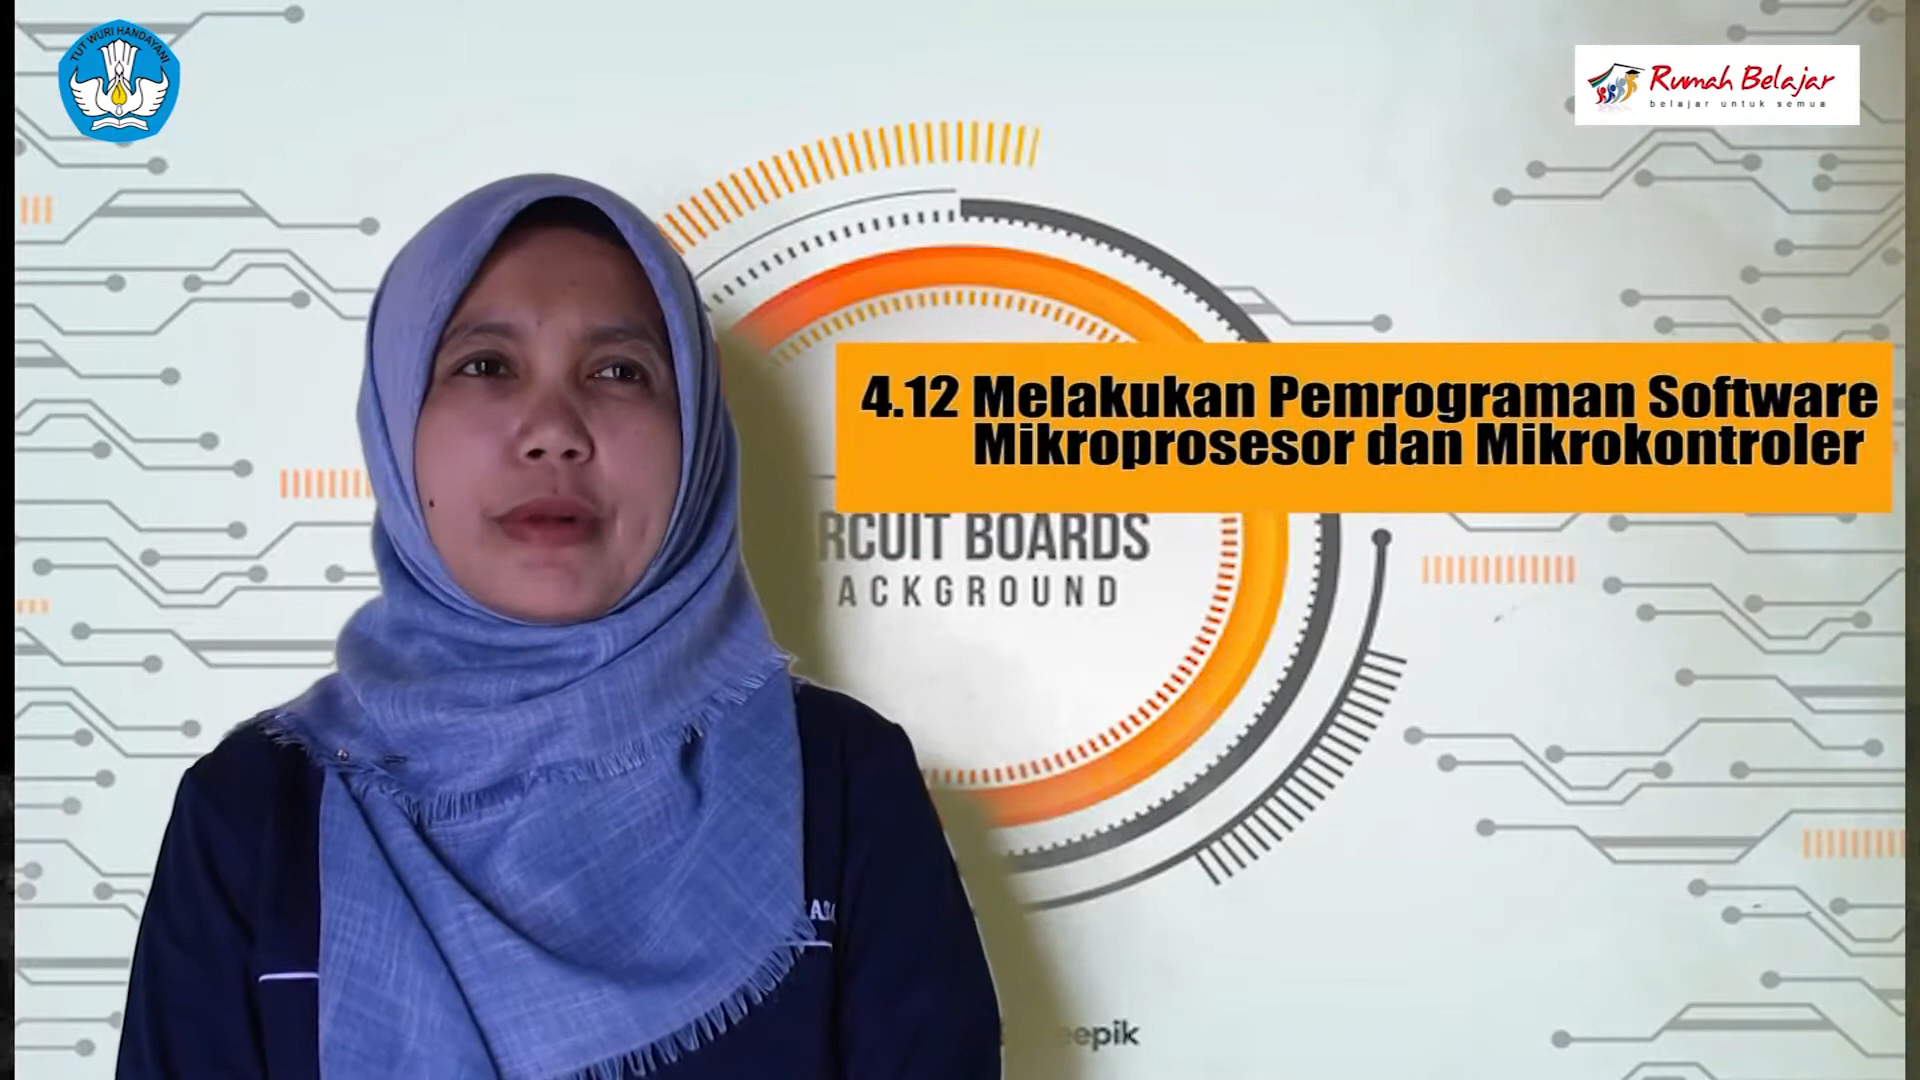 TUT WURI HANDAYANI
Rumah Belajar
belajar untuk semua
4.12 Melakukan Pemrograman Software
Mikroprosesor dan Mikrokontroler
RCUIT BOARDS
ACKGROUND
eepik